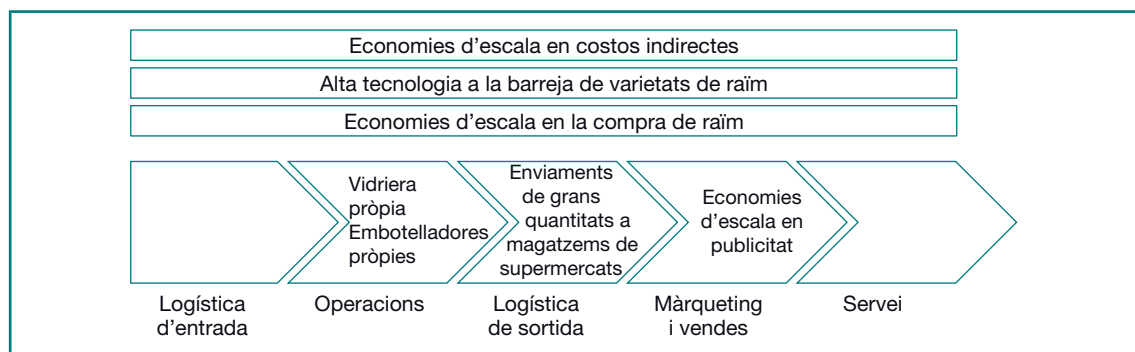 Economies d'escala en costos indirectes
Alta tecnologia a la barreja de varietats de raïm
Economies d'escala en la compra de raïm
Vidriera
pròpia
Embotelladores
pròpies
Enviaments
de grans
quantitats a
magatzems de
supermercats
Economies
d'escala en
publicitat
Logística
d'entrada
Operacions
Logística
de sortida
Màrqueting
i vendes
Servei